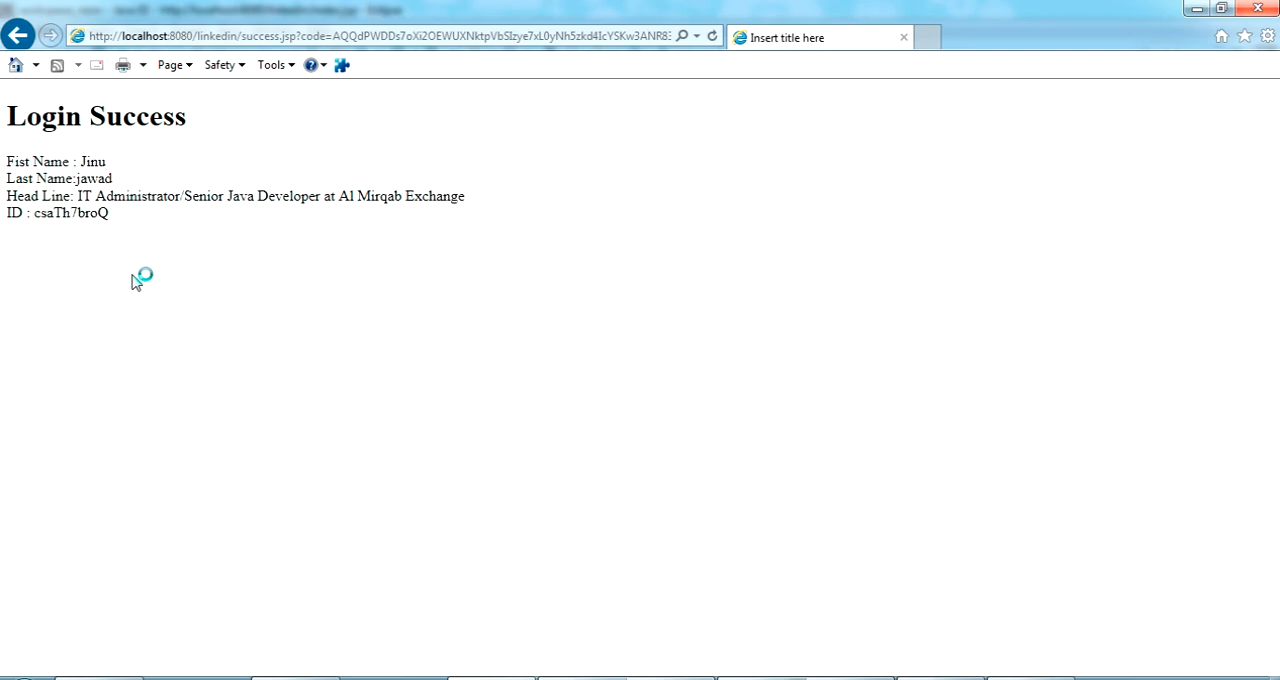 http://localhost:8080/linkedin/success.jsp?code=
Insert title here
Page Safety Tools
Login Success
Fist Name : Jinu
Last Name:jawad
Head Line: IT Administrator/Senior Java Developer at Al Mirqab Exchange
ID : csaTh7broQ